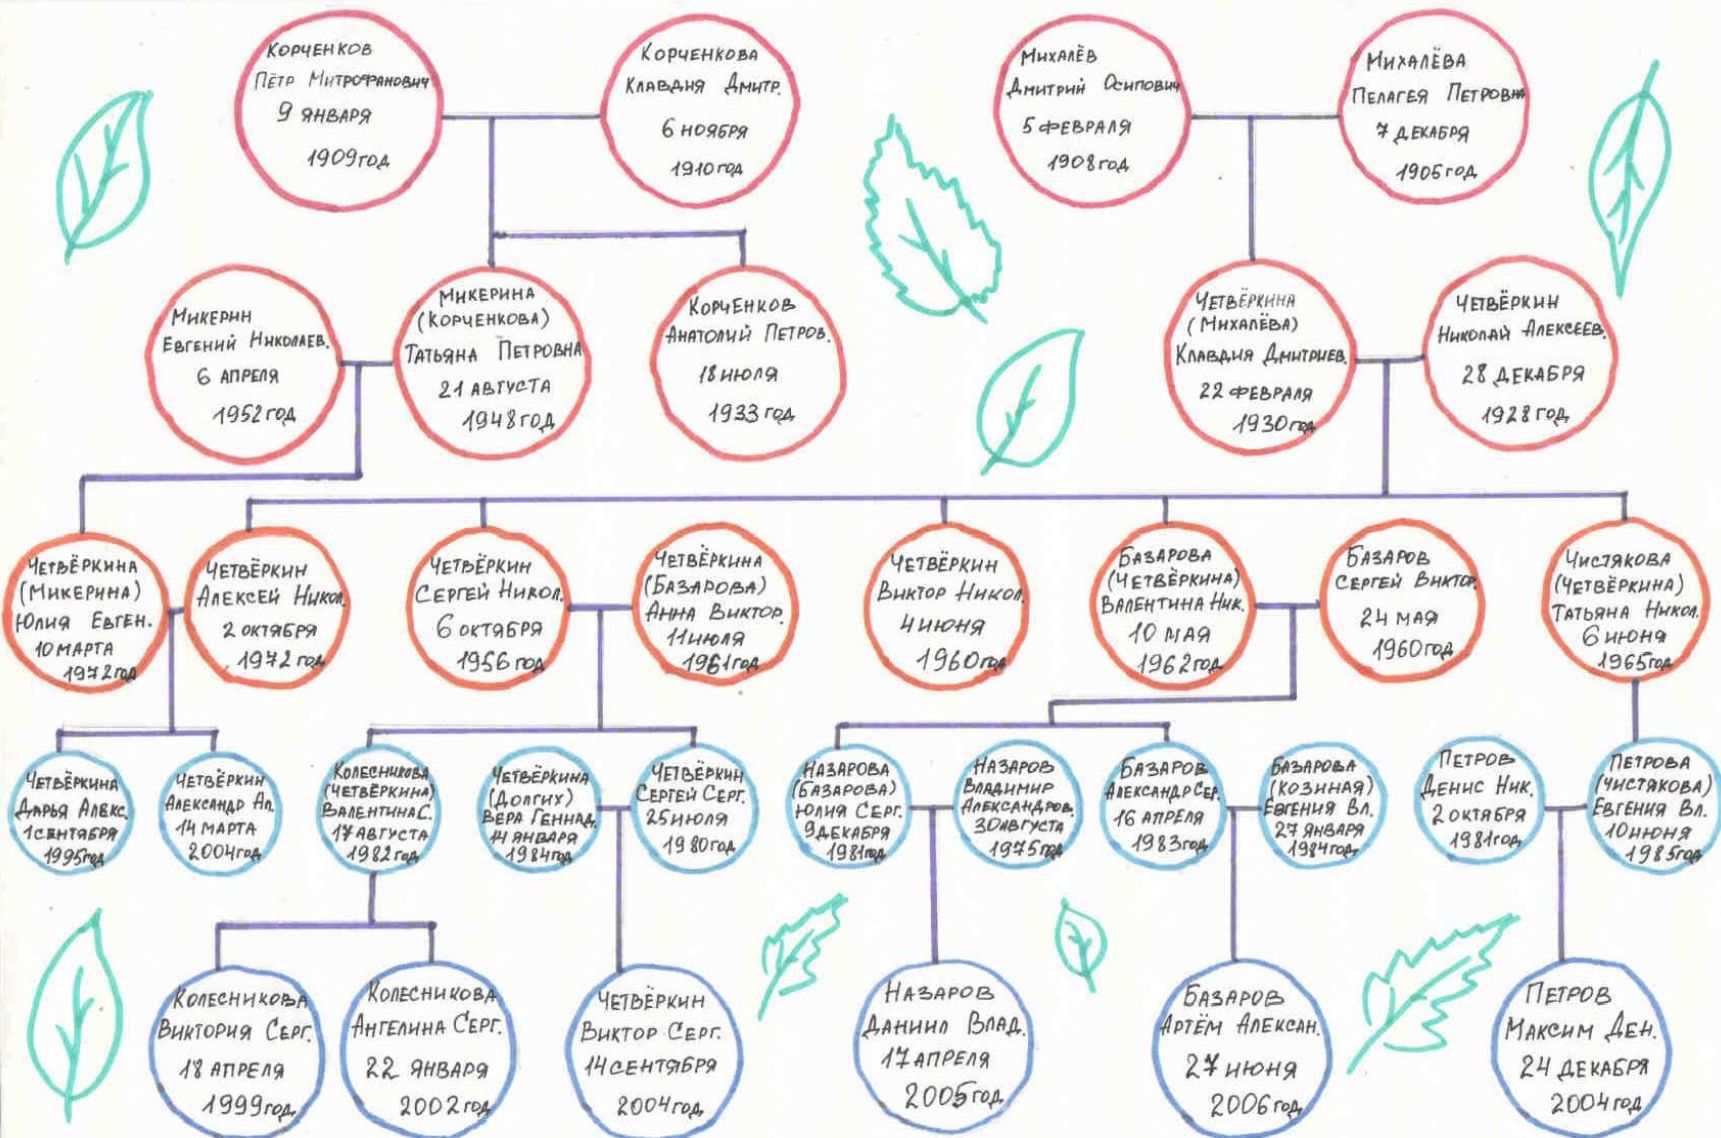 КОРЧЕНКОВ
ПЁТР МИТРОФАНОВИЧ
9 ЯНВАРЯ
1909 год
КОРЧЕНКОВА
КЛАВДИЯ ДМИТР.
6 НОЯБРЯ
1910 год
МИХАЛЁВ
ДМИТРИЙ ОСИПОВИЧ
5 ФЕВРАЛЯ
1908 год
МИХАЛЁВА
ПЕЛАГЕЯ ПЕТРОВНА
7 ДЕКАБРЯ
1905 год
МИКЕРИН
ЕВГЕНИЙ НИКОЛАЕВ.
6 АПРЕЛЯ
1952 год
МИКЕРИНА
(КОРЧЕНКОВА)
ТАТЬЯНА ПЕТРОВНА
21 АВГУСТА
1948 год
КОРЧЕНКОВ
АНАТОЛИЙ ПЕТРОВ.
18 ИЮЛЯ
1933 год
ЧЕТВЁРКИНА
(МИХАЛЁВА)
КЛАВДИЯ ДМИТРИЕВ.
22 ФЕВРАЛЯ
1930 год
ЧЕТВЁРКИН
НИКОЛАЙ АЛЕКСЕЕВ.
28 ДЕКАБРЯ
1928 год
ЧЕТВЁРКИНА
(МИКЕРИНА)
ЮЛИЯ ЕВГЕН.
10 МАРТА
1972 год
ЧЕТВЁРКИН
АЛЕКСЕЙ НИКОЛ.
2 ОКТЯБРЯ
1972 год
ЧЕТВЁРКИН
СЕРГЕЙ НИКОЛ.
6 ОКТЯБРЯ
1956 год
ЧЕТВЁРКИНА
(БАЗАРОВА)
АННА ВИКТОР.
11 ИЮЛЯ
1961 год
ЧЕТВЁРКИН
ВИКТОР НИКОЛ.
4 ИЮНЯ
1960 год
БАЗАРОВА
(ЧЕТВЁРКИНА)
ВАЛЕНТИНА НИК.
10 МАЯ
1962 год
БАЗАРОВ
СЕРГЕЙ ВИКТОР.
24 МАЯ
1960 год
ЧИСТЯКОВА
(ЧЕТВЁРКИНА)
ТАТЬЯНА НИКОЛ.
6 ИЮНЯ
1965 год
ЧЕТВЁРКИНА
ДАРЬЯ АЛЕКС.
1 СЕНТЯБРЯ
1995 год
ЧЕТВЁРКИН
АЛЕКСАНДР АЛ.
14 МАРТА
2004 год
КОЛЕСНИКОВА
(ЧЕТВЁРКИНА)
ВАЛЕНТИНА С.
17 АВГУСТА
1982 год
ЧЕТВЁРКИНА
(ДОЛГИХ)
ВЕРА ГЕННАД.
14 ЯНВАРЯ
1984 год
ЧЕТВЁРКИН
СЕРГЕЙ СЕРГ.
25 ИЮЛЯ
1980 год
НАЗАРОВА
(БАЗАРОВА)
ЮЛИЯ СЕРГ.
9 ДЕКАБРЯ
1981 год
НАЗАРОВ
ВЛАДИМИР
АЛЕКСАНДРОВ.
30 АВГУСТА
1975 год
БАЗАРОВ
АЛЕКСАНДР СЕР.
16 АПРЕЛЯ
1983 год
БАЗАРОВА
(КОЗИНАЯ)
ЕВГЕНИЯ ВЛ.
27 ЯНВАРЯ
1984 год
ПЕТРОВ
ДЕНИС НИК.
2 ОКТЯБРЯ
1981 год
ПЕТРОВА
(ЧИСТЯКОВА)
ЕВГЕНИЯ ВЛ.
10 ИЮНЯ
1985 год
КОЛЕСНИКОВА
ВИКТОРИЯ СЕРГ.
18 АПРЕЛЯ
1999 год
КОЛЕСНИКОВА
АНГЕЛИНА СЕРГ.
22 ЯНВАРЯ
2002 год
ЧЕТВЁРКИН
ВИКТОР СЕРГ.
14 СЕНТЯБРЯ
2004 год
НАЗАРОВ
ДАНИИЛ ВЛАД.
17 АПРЕЛЯ
2005 год
БАЗАРОВ
АРТЁМ АЛЕКСАН.
27 ИЮНЯ
2006 год
ПЕТРОВ
МАКСИМ ДЕН.
24 ДЕКАБРЯ
2004 год